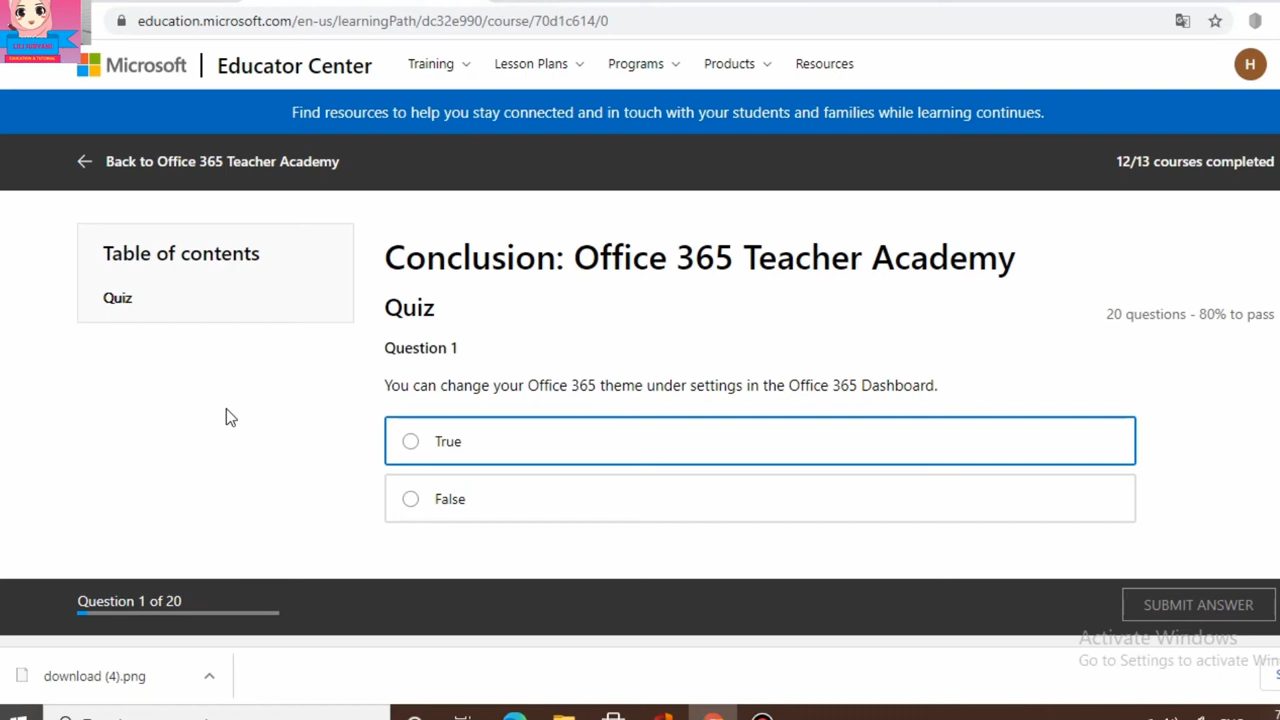 education.microsoft.com/en-us/learningPath/dc32e990/course/70d1c614/0
Microsoft | Educator Center
Training
Lesson Plans
Programs
Products
Resources
H
Find resources to help you stay connected and in touch with your students and families while learning continues.
Back to Office 365 Teacher Academy
12/13 courses completed
Table of contents
Quiz
Conclusion: Office 365 Teacher Academy
Quiz
20 questions - 80% to pass
Question 1
You can change your Office 365 theme under settings in the Office 365 Dashboard.
True
False
Question 1 of 20
SUBMIT ANSWER
Activate Windows
Go to Settings to activate Win
download (4).png